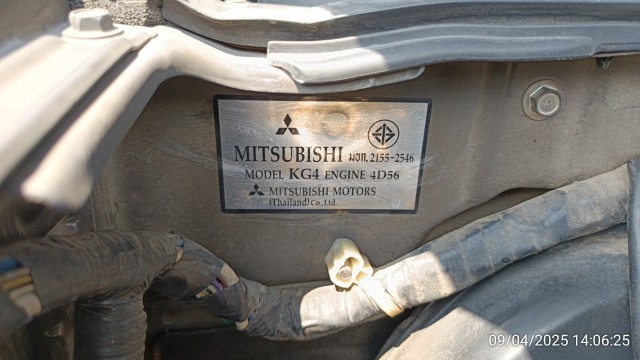 MITSUBISHI มอก. 2155-2546
MODEL KG4 ENGINE 4D56
MITSUBISHI MOTORS
(Thailand) Co., Ltd.
09/04/2025 14:06:25